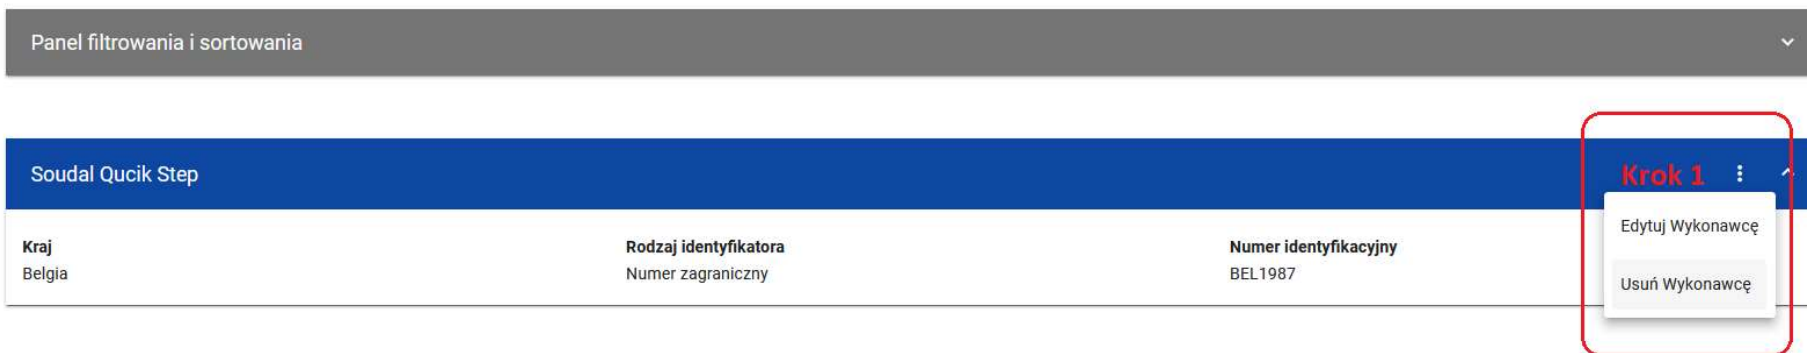 Panel filtrowania i sortowania
Soudal Qucik Step
Krok 1
Edytuj Wykonawcę
Usuń Wykonawcę
Kraj
Belgia
Rodzaj identyfikatora
Numer zagraniczny
Numer identyfikacyjny
BEL1987